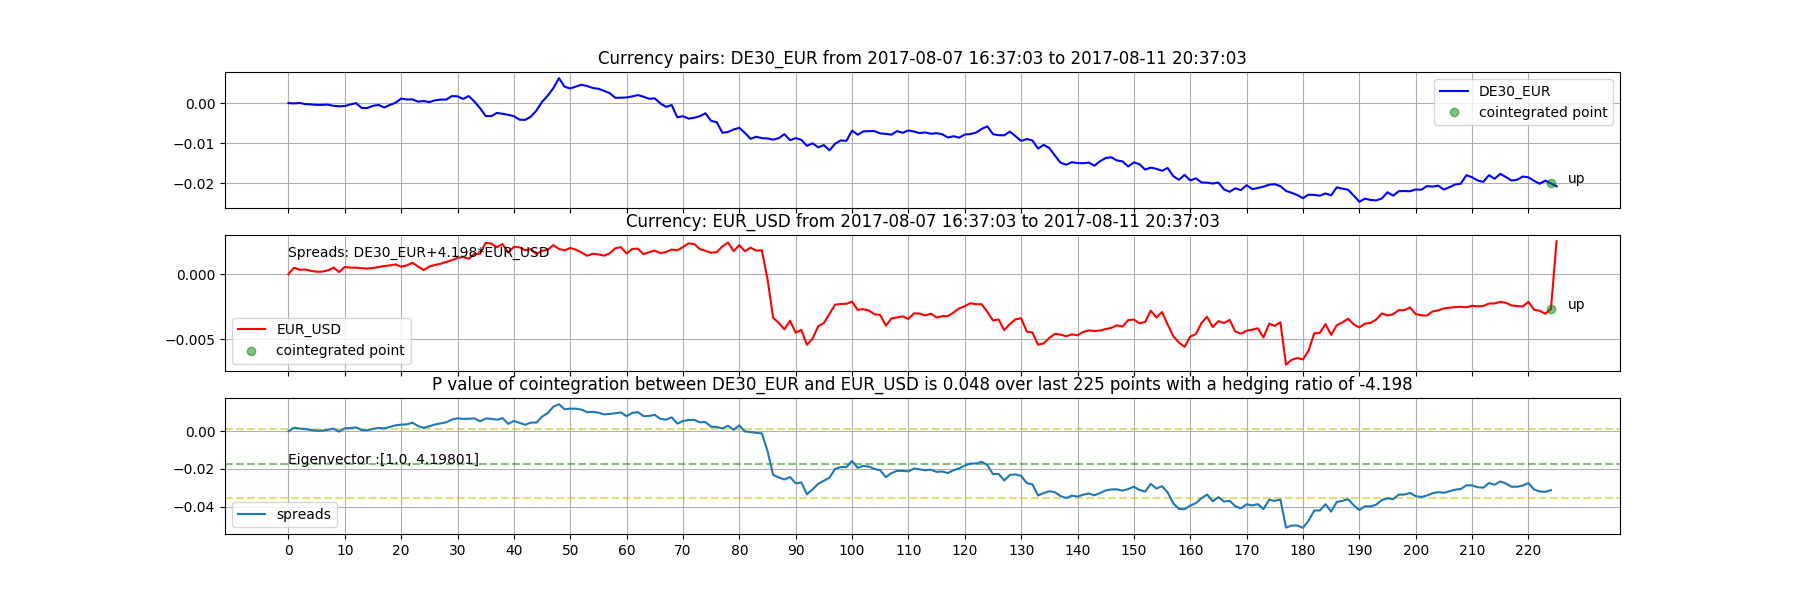 Currency pairs: DE30_EUR from 2017-08-07 16:37:03 to 2017-08-11 20:37:03
0.00
−0.01
−0.02
DE30_EUR
cointegrated point
up
Currency: EUR_USD from 2017-08-07 16:37:03 to 2017-08-11 20:37:03
Spreads: DE30_EUR+4.198*EUR_USD
0.000
−0.005
EUR_USD
cointegrated point
up
P value of cointegration between DE30_EUR and EUR_USD is 0.048 over last 225 points with a hedging ratio of -4.198
0.00
−0.02
−0.04
Eigenvector :[1.0, 4.19801]
spreads
0 10 20 30 40 50 60 70 80 90 100 110 120 130 140 150 160 170 180 190 200 210 220